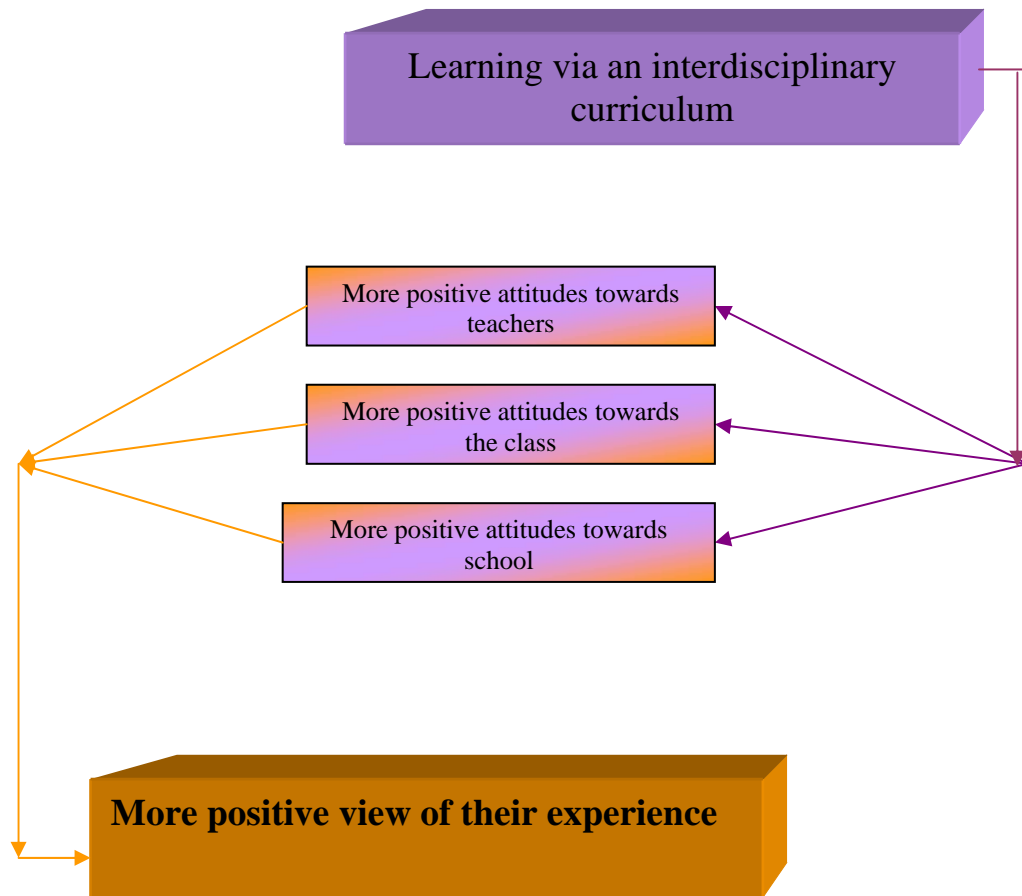 Learning via an interdisciplinary
curriculum
More positive attitudes towards
teachers
More positive attitudes towards
the class
More positive attitudes towards
school
More positive view of their experience